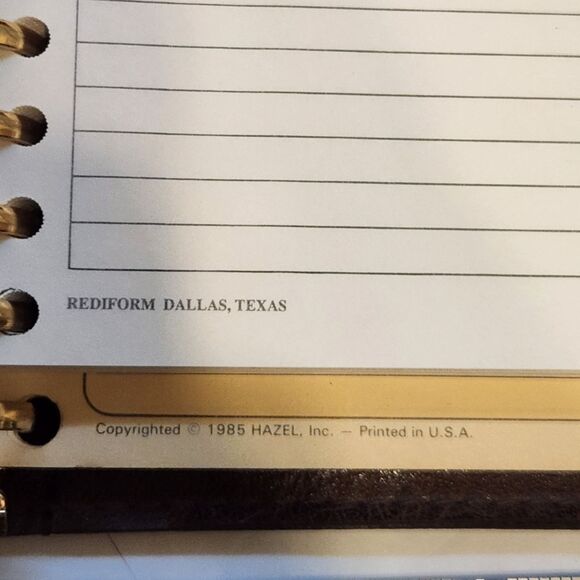 REDIFORM DALLAS, TEXAS
Copyrighted © 1985 HAZEL, Inc. — Printed in U.S.A.